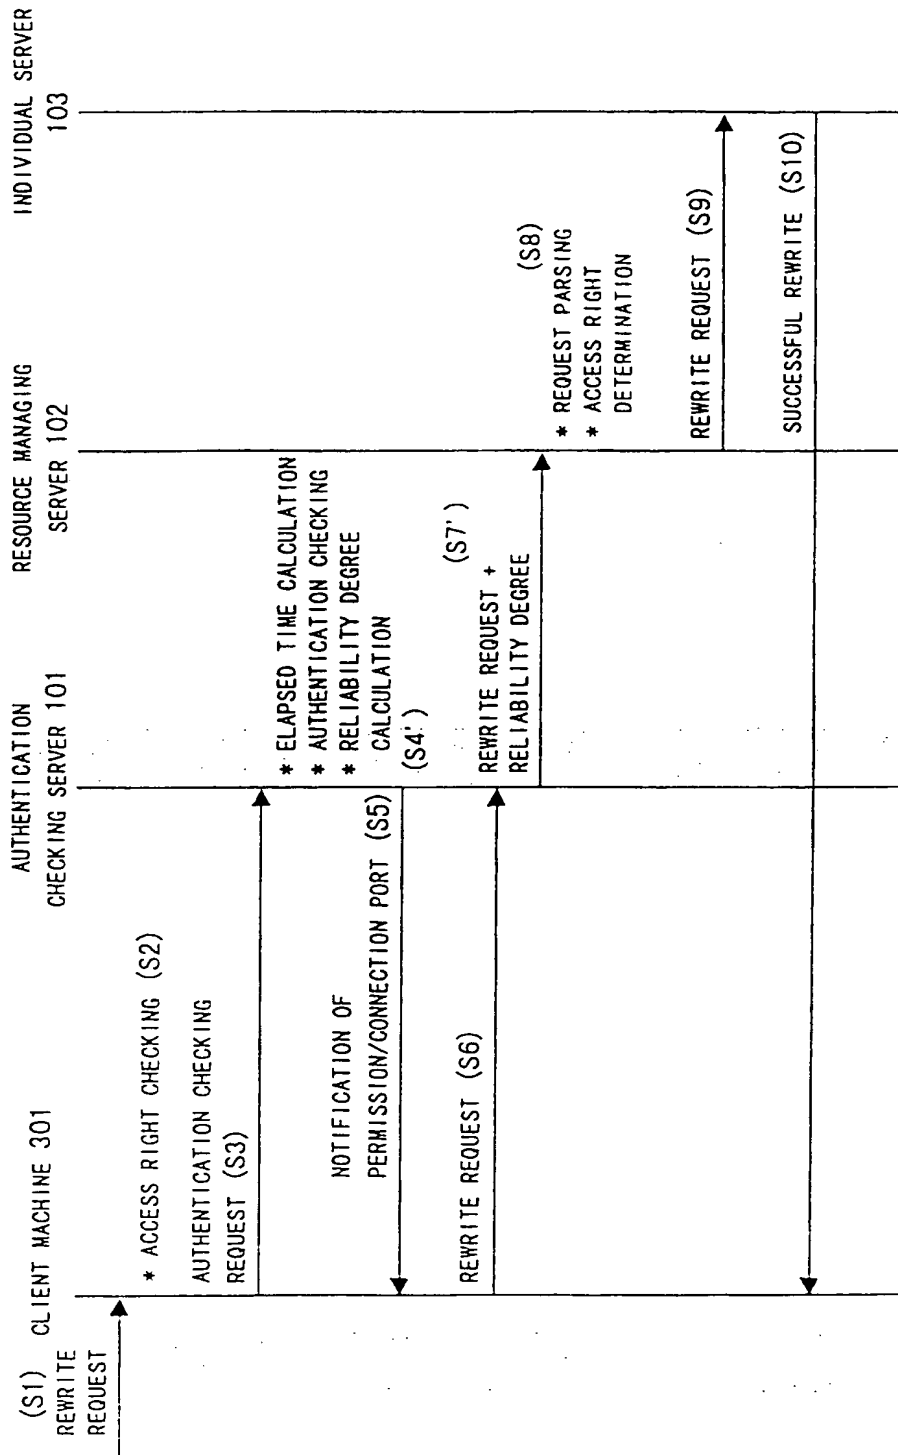 (S1)
REWRITE
REQUEST
CLIENT MACHINE 301
AUTHENTICATION
CHECKING SERVER 101
RESOURCE MANAGING
SERVER 102
INDIVIDUAL SERVER
103
* ACCESS RIGHT CHECKING (S2)
AUTHENTICATION CHECKING
REQUEST (S3)
* ELAPSED TIME CALCULATION
* AUTHENTICATION CHECKING
* RELIABILITY DEGREE
CALCULATION
(S4')
NOTIFICATION OF
PERMISSION/CONNECTION PORT (S5)
REWRITE REQUEST (S6)
(S7')
REWRITE REQUEST +
RELIABILITY DEGREE
(S8)
* REQUEST PARSING
* ACCESS RIGHT
DETERMINATION
REWRITE REQUEST (S9)
SUCCESSFUL REWRITE (S10)